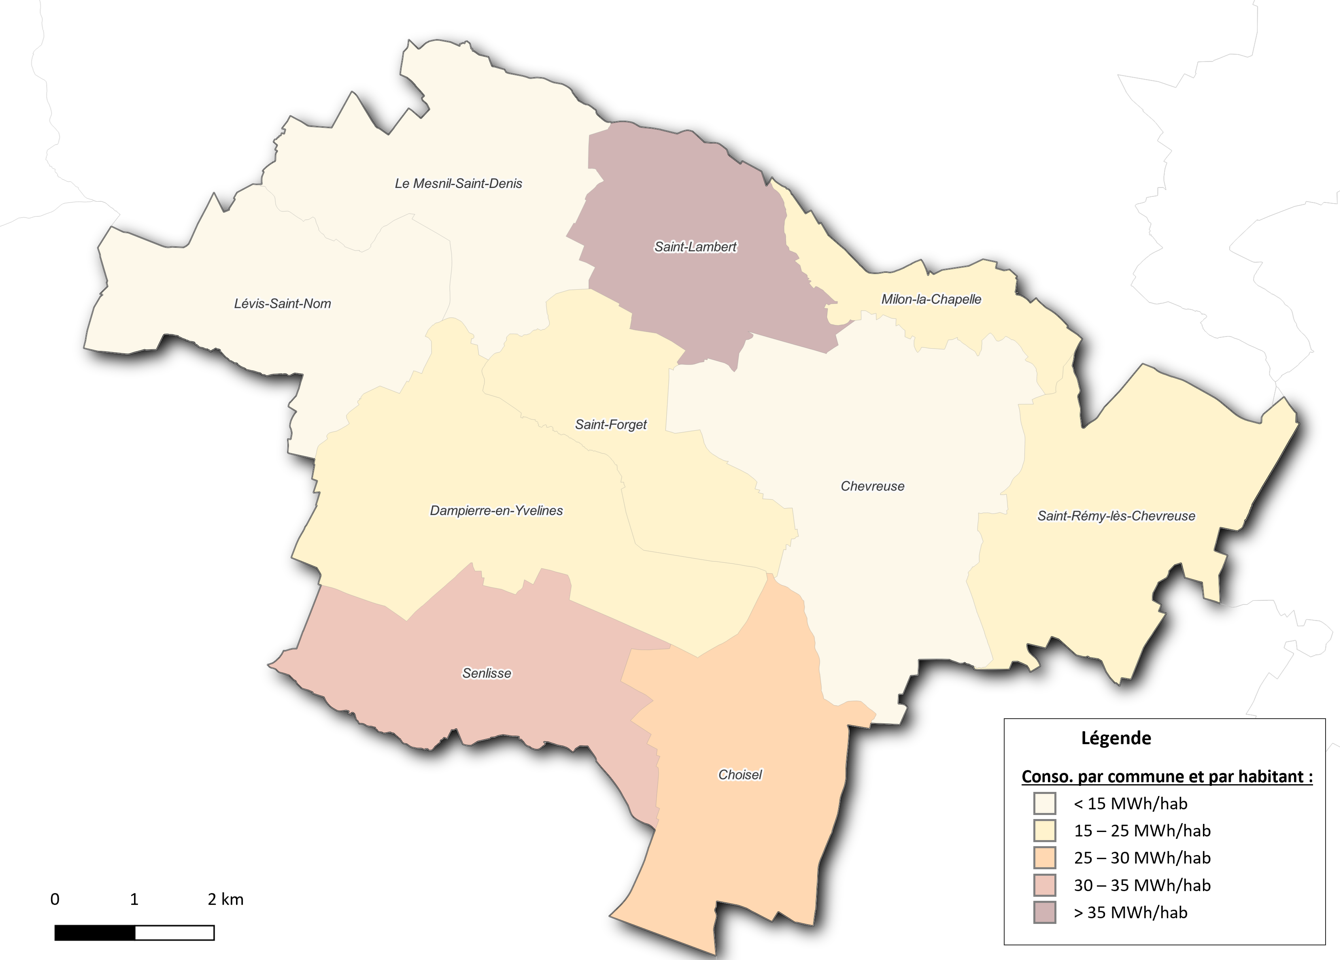 Le Mesnil-Saint-Denis
Saint-Lambert
Lévis-Saint-Nom
Milon-la-Chapelle
Saint-Forget
Chevreuse
Dampierre-en-Yvelines
Saint-Rémy-lès-Chevreuse
Senlisse
Choisel
Légende
Conso. par commune et par habitant :
< 15 MWh/hab
15 – 25 MWh/hab
25 – 30 MWh/hab
30 – 35 MWh/hab
> 35 MWh/hab
0 1 2 km